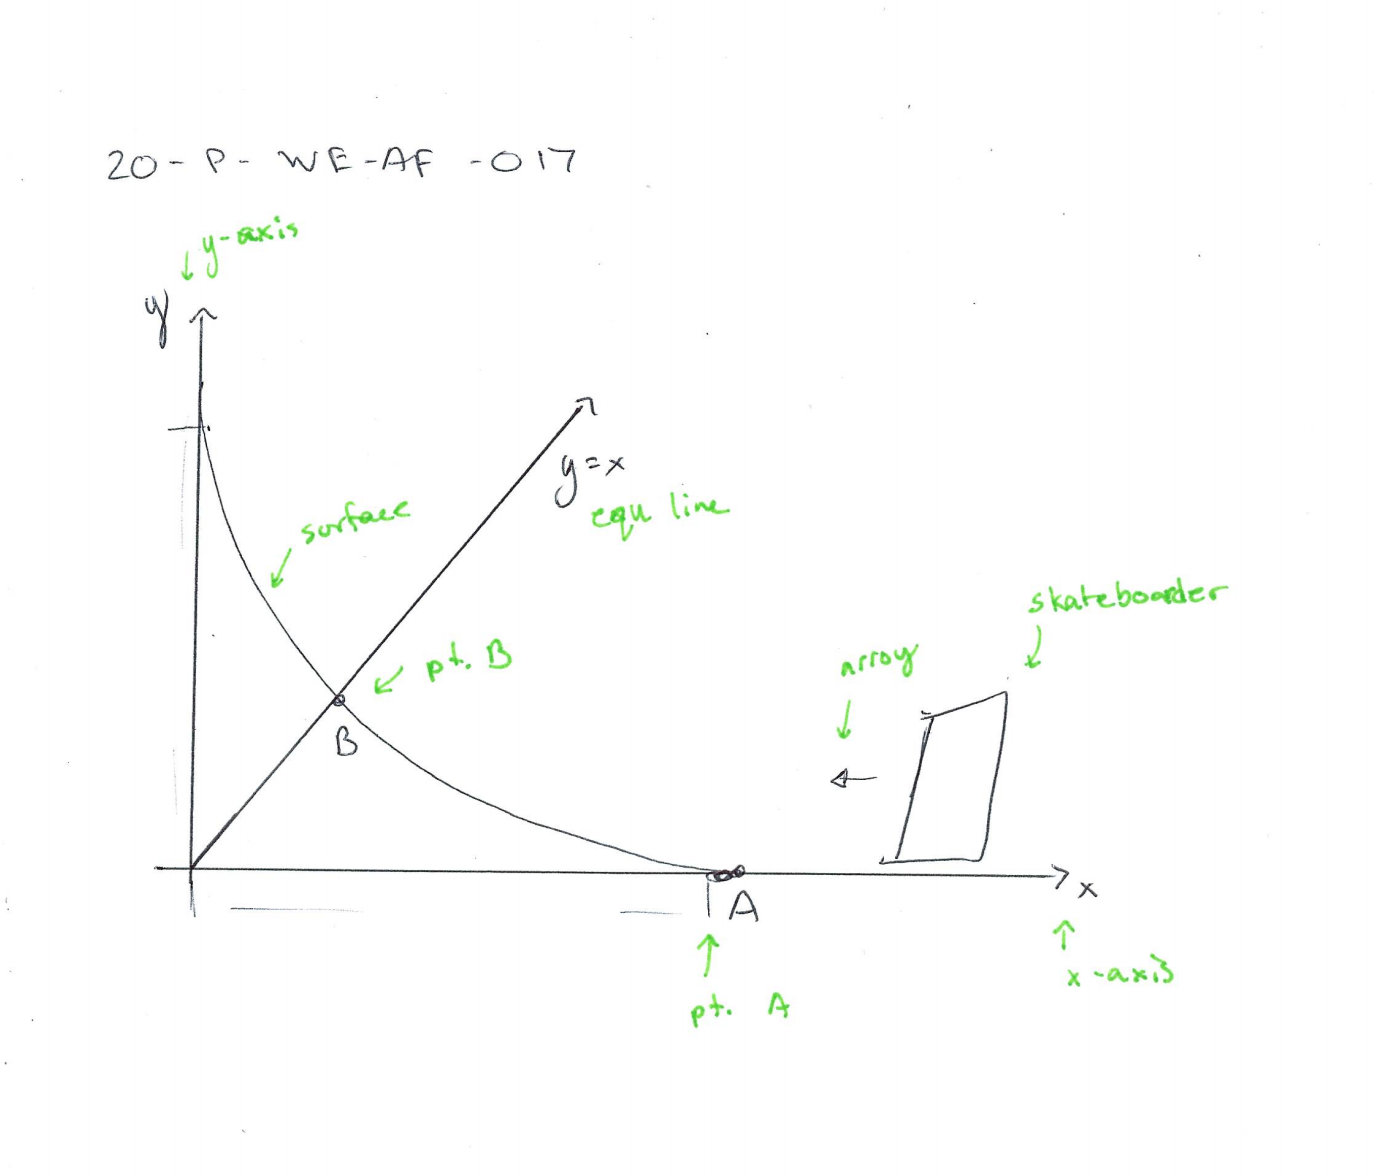 20-P-WE-AF-017
y-axis
y
y=x
equ line
surface
skateboarder
pt. B
arroy
B
A
x
x-axis
pt. A